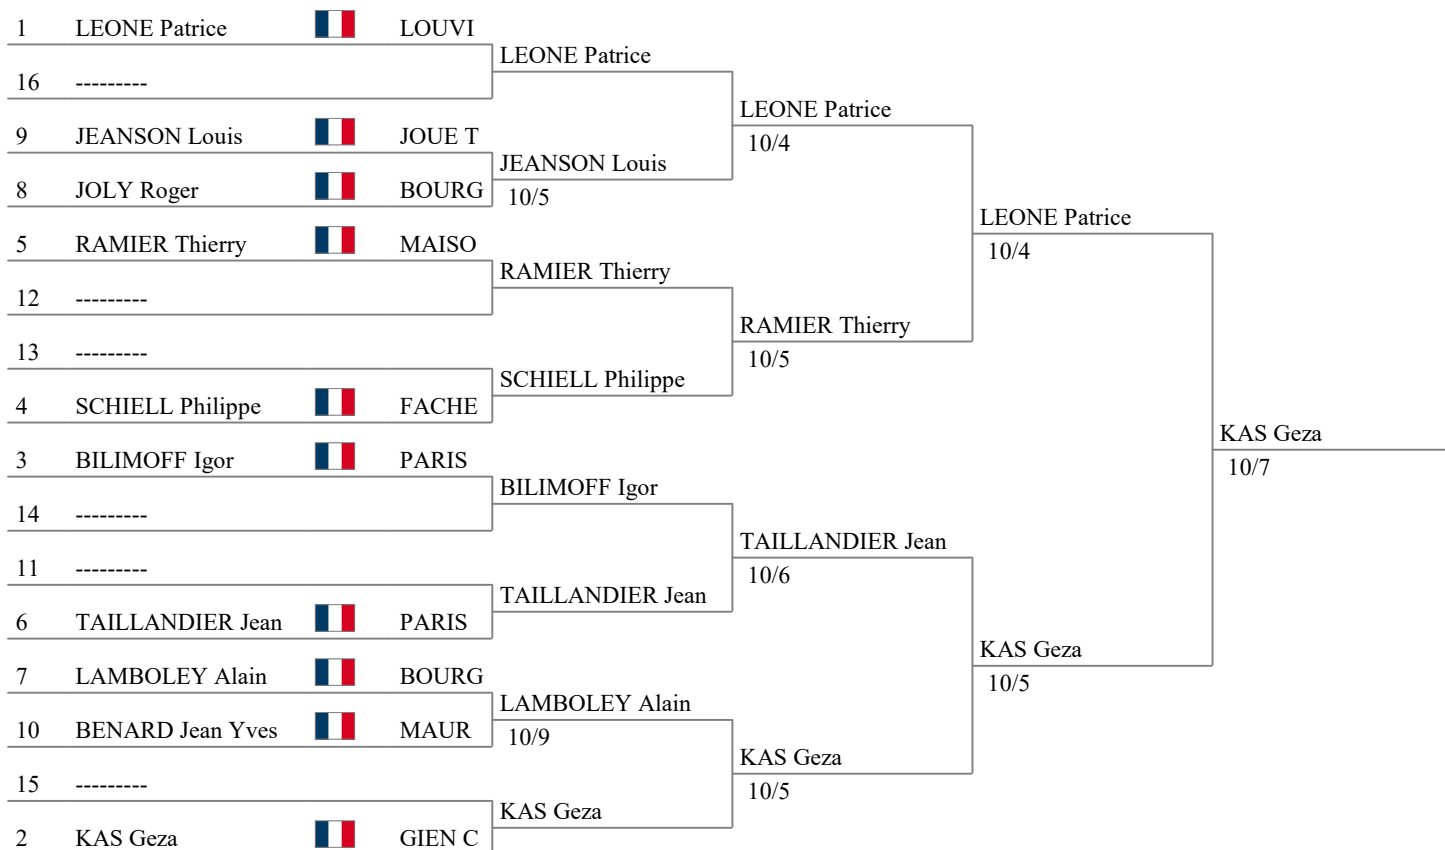 1 LEONE Patrice LOUVI
16 ---------
9 JEANSON Louis JOUE T
8 JOLY Roger BOURG
5 RAMIER Thierry MAISO
12 ---------
13 ---------
4 SCHIELL Philippe FACHE
3 BILIMOFF Igor PARIS
14 ---------
11 ---------
6 TAILLANDIER Jean PARIS
7 LAMBOLEY Alain BOURG
10 BENARD Jean Yves MAUR
15 ---------
2 KAS Geza GIEN C
LEONE Patrice
JEANSON Louis
10/5
RAMIER Thierry
SCHIELL Philippe
BILIMOFF Igor
TAILLANDIER Jean
LAMBOLEY Alain
10/9
KAS Geza
LEONE Patrice
10/4
RAMIER Thierry
10/5
TAILLANDIER Jean
10/6
KAS Geza
10/5
LEONE Patrice
10/4
KAS Geza
10/5
KAS Geza
10/7